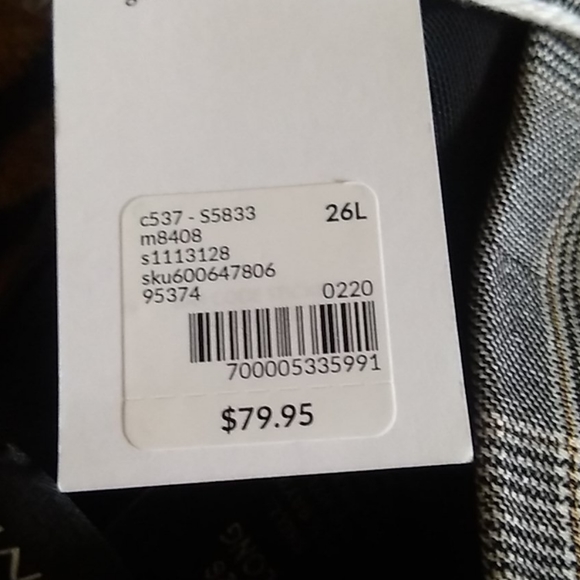 c537 - S5833 26L
m8408
s1113128
sku600647806
95374 0220
700005335991
$79.95